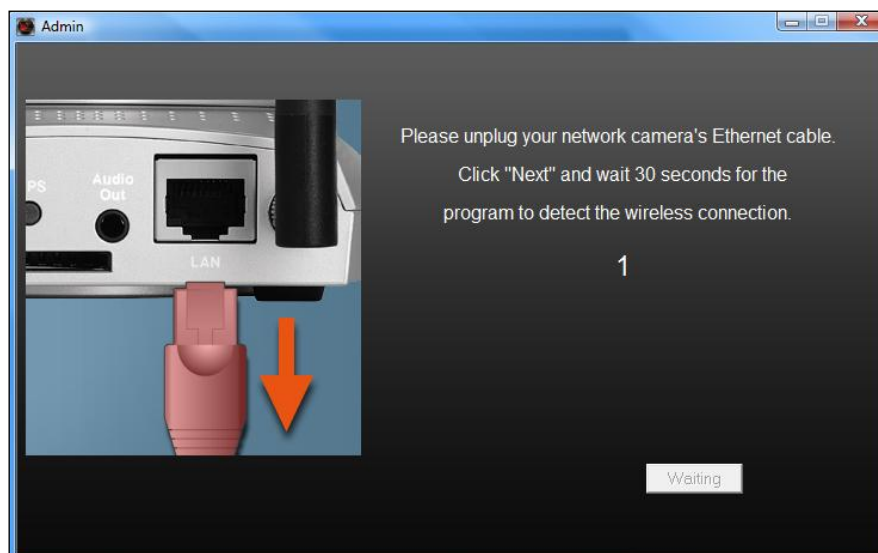 Admin
PS
Audio
Out
LAN
Please unplug your network camera's Ethernet cable.
Click "Next" and wait 30 seconds for the
program to detect the wireless connection.
1
Waiting